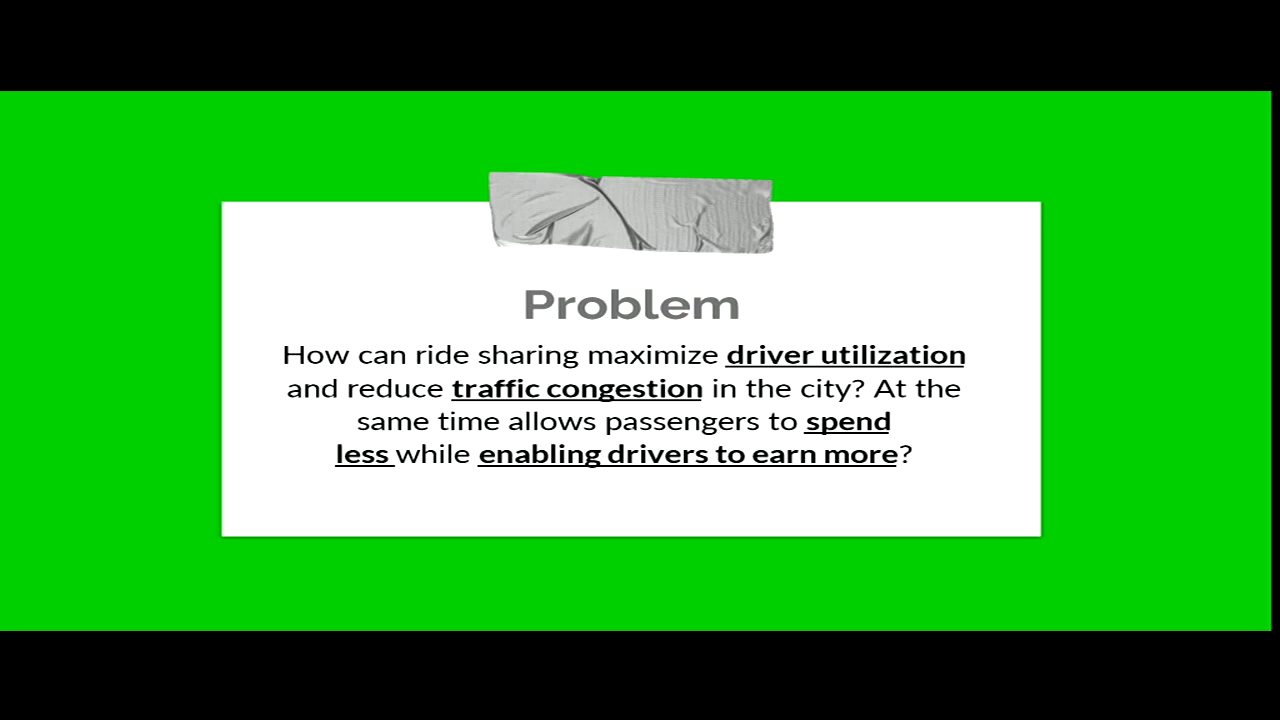 Problem
How can ride sharing maximize driver utilization
and reduce traffic congestion in the city? At the
same time allows passengers to spend
less while enabling drivers to earn more?